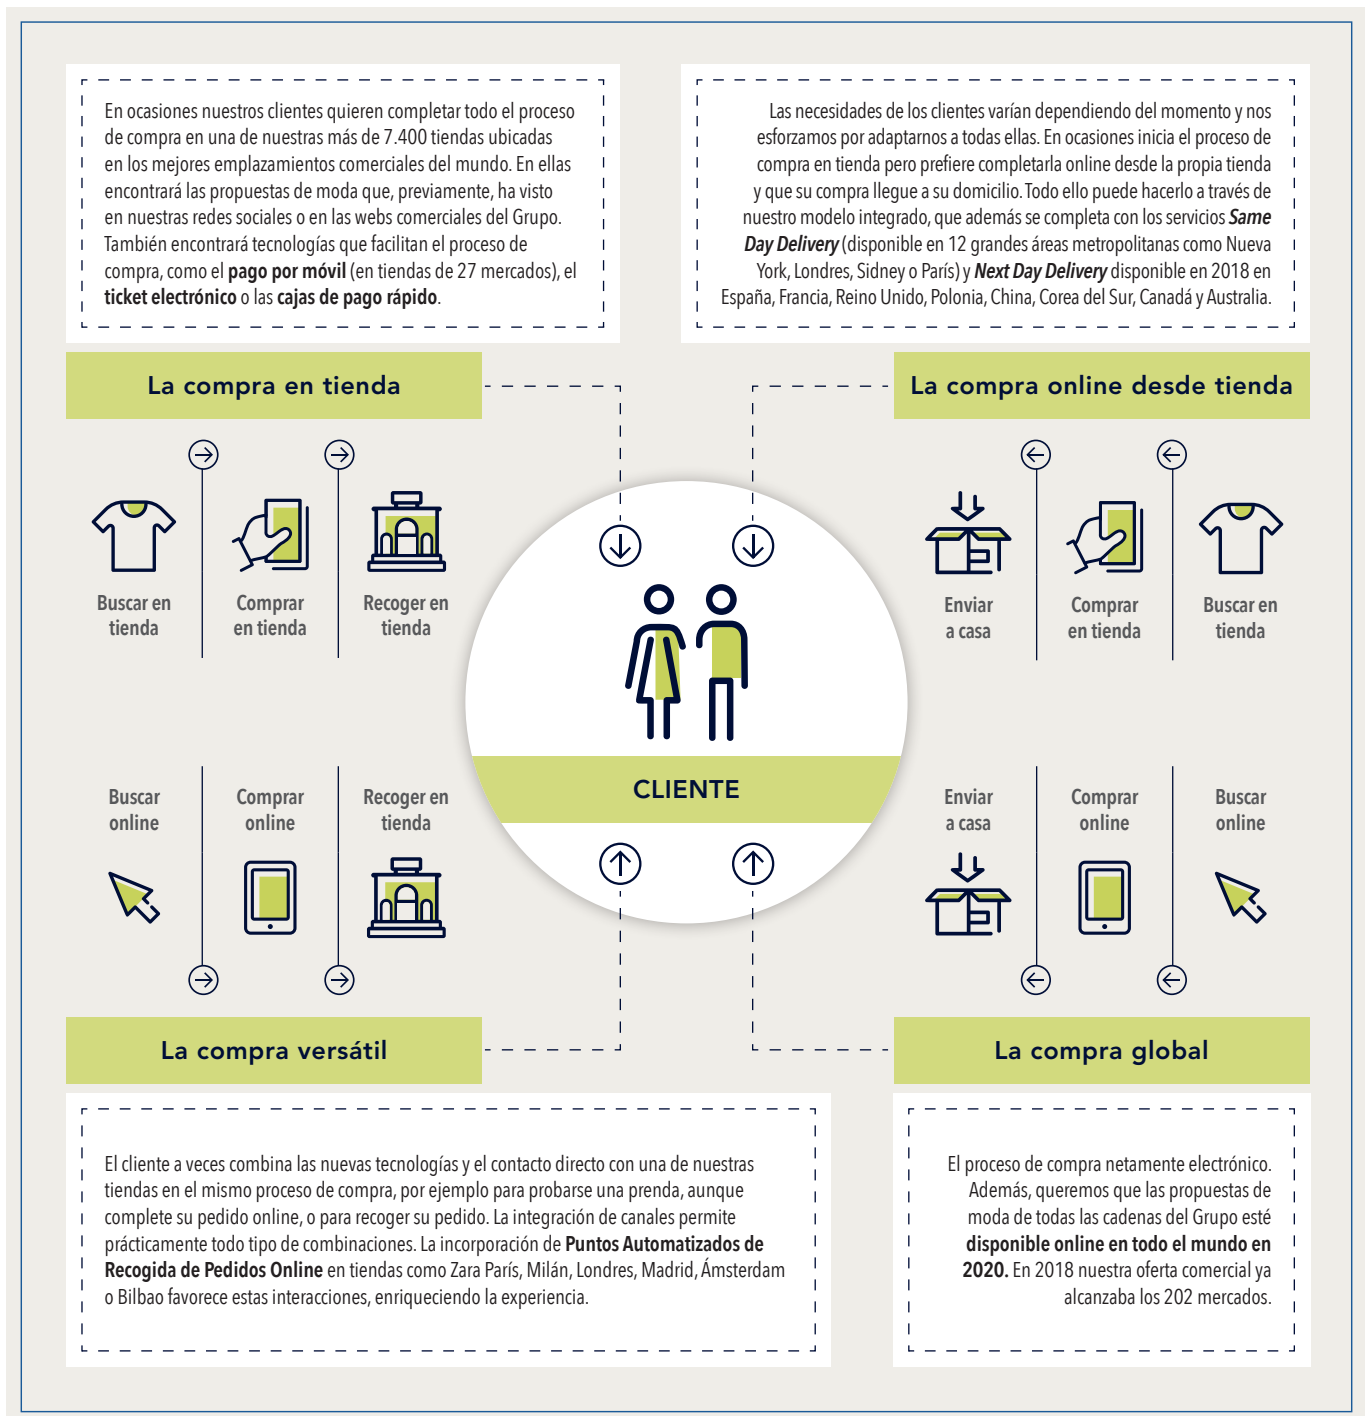 En ocasiones nuestros clientes quieren completar todo el proceso
de compra en una de nuestras más de 7.400 tiendas ubicadas
en los mejores emplazamientos comerciales del mundo. En ellas
encontrará las propuestas de moda que, previamente, ha visto
en nuestras redes sociales o en las webs comerciales del Grupo.
También encontrará tecnologías que facilitan el proceso de
compra, como el pago por móvil (en tiendas de 27 mercados), el
ticket electrónico o las cajas de pago rápido.
Las necesidades de los clientes varían dependiendo del momento y nos
esforzamos por adaptarnos a todas ellas. En ocasiones inicia el proceso de
compra en tienda pero prefiere completarla online desde la propia tienda
y que su compra llegue a su domicilio. Todo ello puede hacerlo a través de
nuestro modelo integrado, que además se completa con los servicios Same
Day Delivery (disponible en 12 grandes áreas metropolitanas como Nueva
York, Londres, Sidney o París) y Next Day Delivery disponible en 2018 en
España, Francia, Reino Unido, Polonia, China, Corea del Sur, Canadá y Australia.
La compra en tienda
La compra online desde tienda
Buscar en
tienda
Comprar
en tienda
Recoger en
tienda
Enviar
a casa
Comprar
en tienda
Buscar en
tienda
CLIENTE
Buscar
online
Comprar
online
Recoger en
tienda
Enviar
a casa
Comprar
online
Buscar
online
La compra versátil
La compra global
El cliente a veces combina las nuevas tecnologías y el contacto directo con una de nuestras
tiendas en el mismo proceso de compra, por ejemplo para probarse una prenda, aunque
complete su pedido online, o para recoger su pedido. La integración de canales permite
prácticamente todo tipo de combinaciones. La incorporación de Puntos Automatizados de
Recogida de Pedidos Online en tiendas como Zara París, Milán, Londres, Madrid, Ámsterdam
o Bilbao favorece estas interacciones, enriqueciendo la experiencia.
El proceso de compra netamente electrónico.
Además, queremos que las propuestas de
moda de todas las cadenas del Grupo esté
disponible online en todo el mundo en
2020. En 2018 nuestra oferta comercial ya
alcanzaba los 202 mercados.